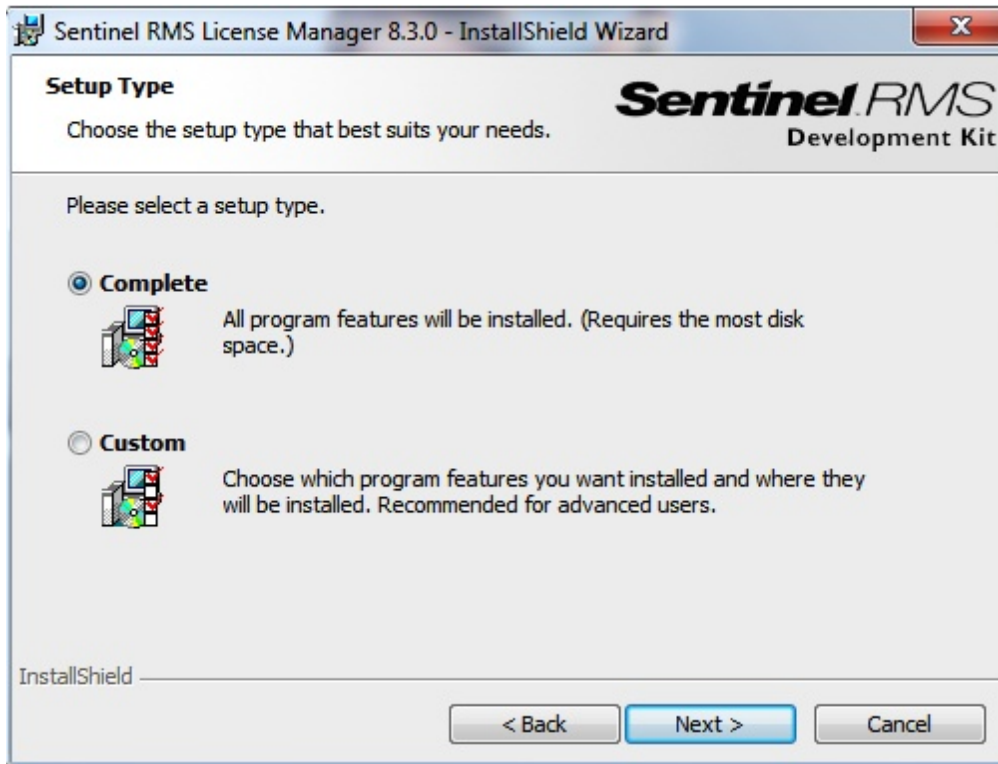 Sentinel RMS License Manager 8.3.0 - InstallShield Wizard
X
Setup Type
Choose the setup type that best suits your needs.
Sentinel RMS
Development Kit
Please select a setup type.
Complete
All program features will be installed. (Requires the most disk
space.)
Custom
Choose which program features you want installed and where they
will be installed. Recommended for advanced users.
InstallShield
< Back
Next >
Cancel